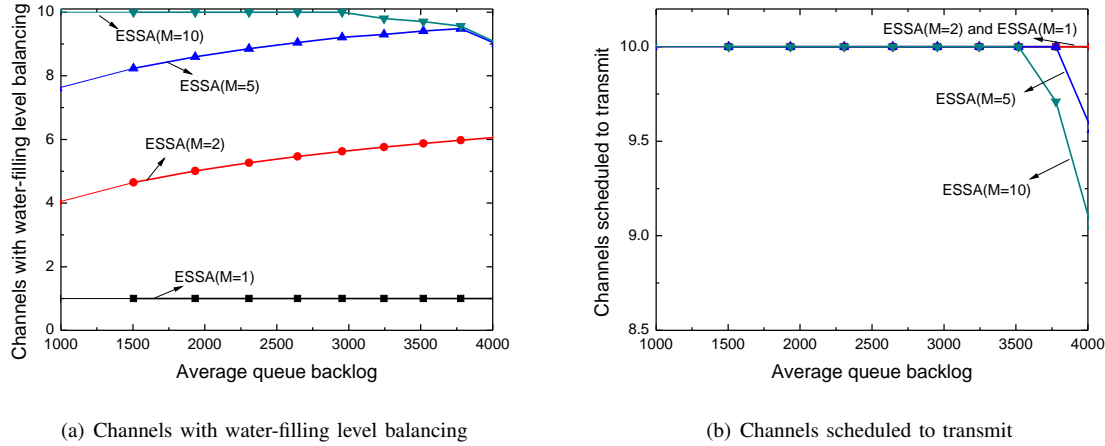 Channels with water-filling level balancing
10
8
6
4
2
0
ESSA(M=10)
ESSA(M=5)
ESSA(M=2)
ESSA(M=1)
1000 1500 2000 2500 3000 3500 4000
Average queue backlog
(a) Channels with water-filling level balancing
Channels scheduled to transmit
10.0
9.5
9.0
8.5
ESSA(M=2) and ESSA(M=1)
ESSA(M=5)
ESSA(M=10)
1000 1500 2000 2500 3000 3500 4000
Average queue backlog
(b) Channels scheduled to transmit